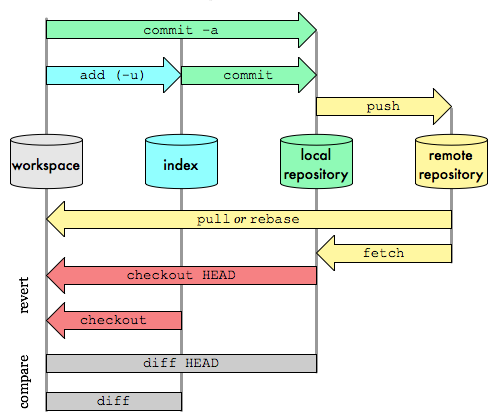 commit -a
add (-u)
commit
push
workspace
index
local
repository
remote
repository
pull or rebase
fetch
revert
checkout HEAD
checkout
compare
diff HEAD
diff